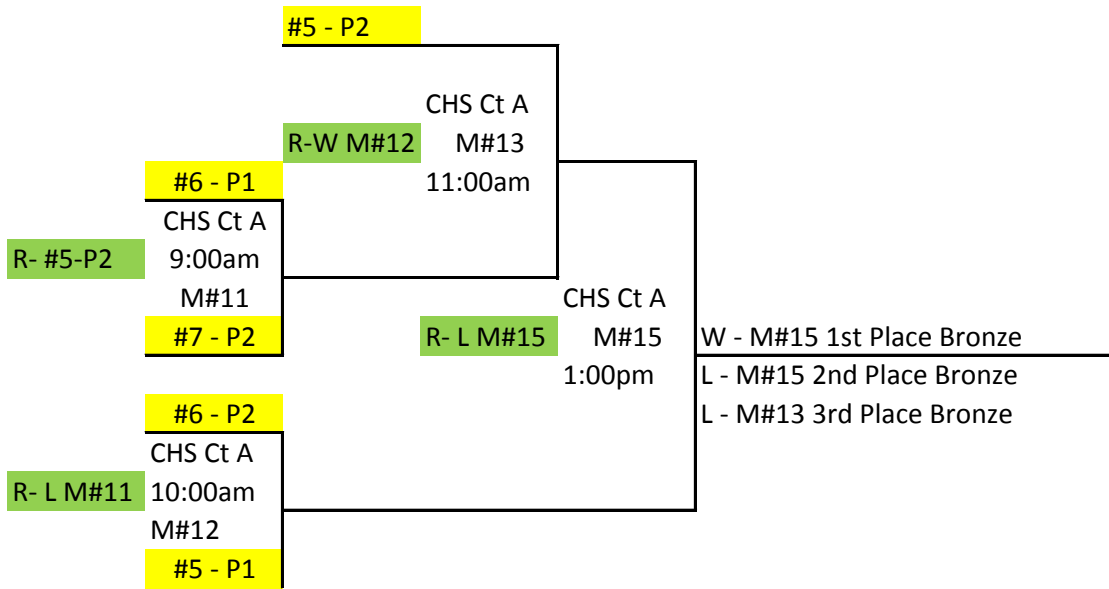 #5 - P2
CHS Ct A
R-W M#12 M#13
#6 - P1 11:00am
CHS Ct A
R- #5-P2 9:00am
M#11 CHS Ct A
#7 - P2 R- L M#15 M#15 W - M#15 1st Place Bronze
1:00pm L - M#15 2nd Place Bronze
#6 - P2 L - M#13 3rd Place Bronze
CHS Ct A
R- L M#11 10:00am
M#12
#5 - P1